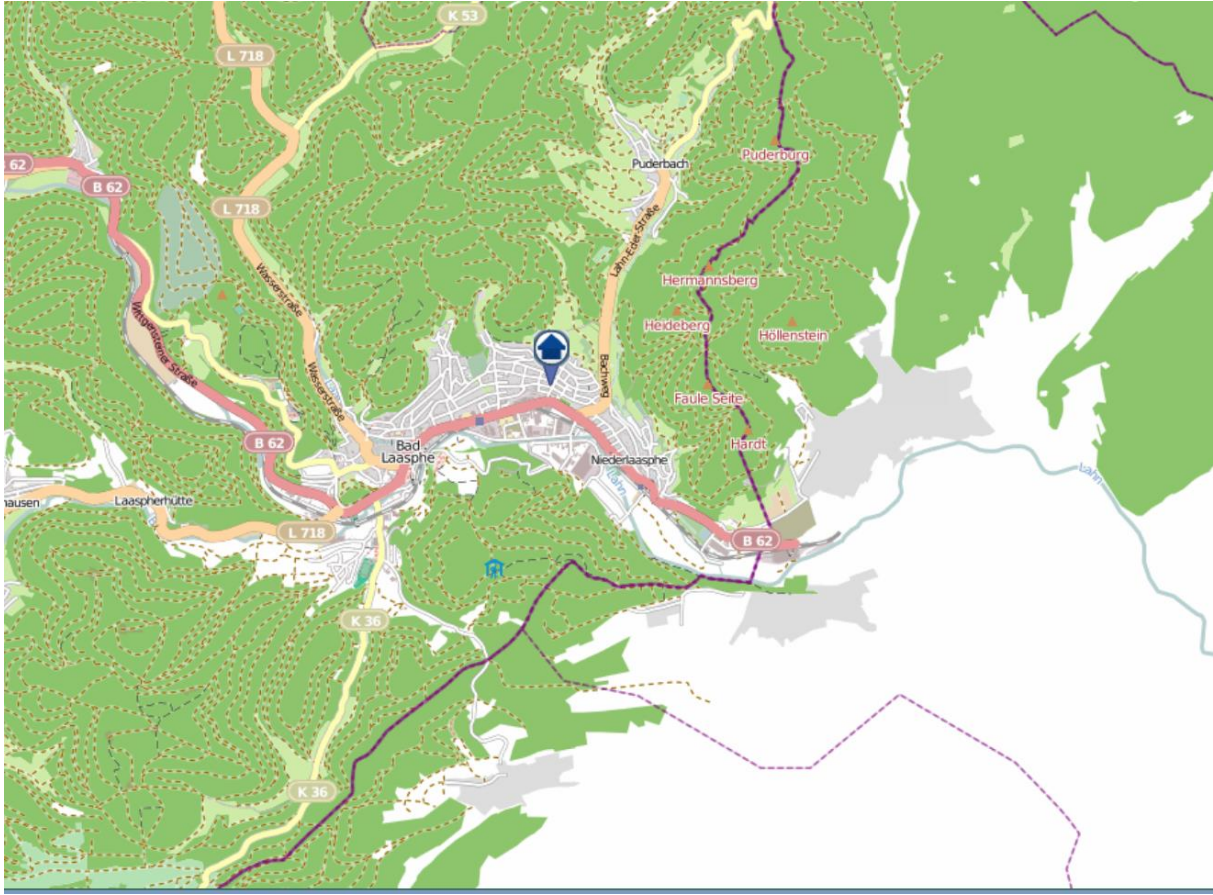 K 53
L 718
62
B 62
Puderbach
Puderburg
L 718
Lahn-Eder-Straße
Wasserstraße
Hermannsberg
Heideberg
Höllenstein
Wittgensteiner Straße
Wasserstraße
Bachweg
Faule Seite
Hardt
B 62
Bad
Laasphe
Niederlaasphe
Lahn
Lahn
hausen
Laaspherhütte
L 718
B 62
K 36
K 36